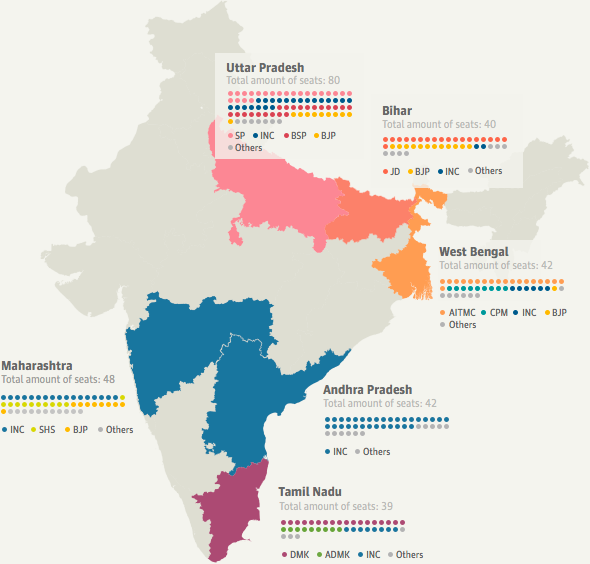 Uttar Pradesh
Total amount of seats: 80
SP INC BSP BJP
Others
Bihar
Total amount of seats: 40
JD BJP INC Others
West Bengal
Total amount of seats: 42
AITMC CPM INC BJP
Others
Maharashtra
Total amount of seats: 48
INC SHS BJP Others
Andhra Pradesh
Total amount of seats: 42
INC Others
Tamil Nadu
Total amount of seats: 39
DMK ADMK INC Others